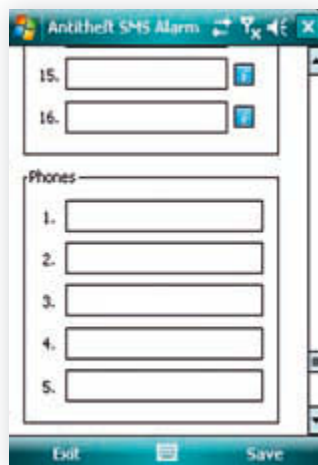 Antitheft SMS Alarm
15.
16.
Phones
1.
2.
3.
4.
5.
Exit Save